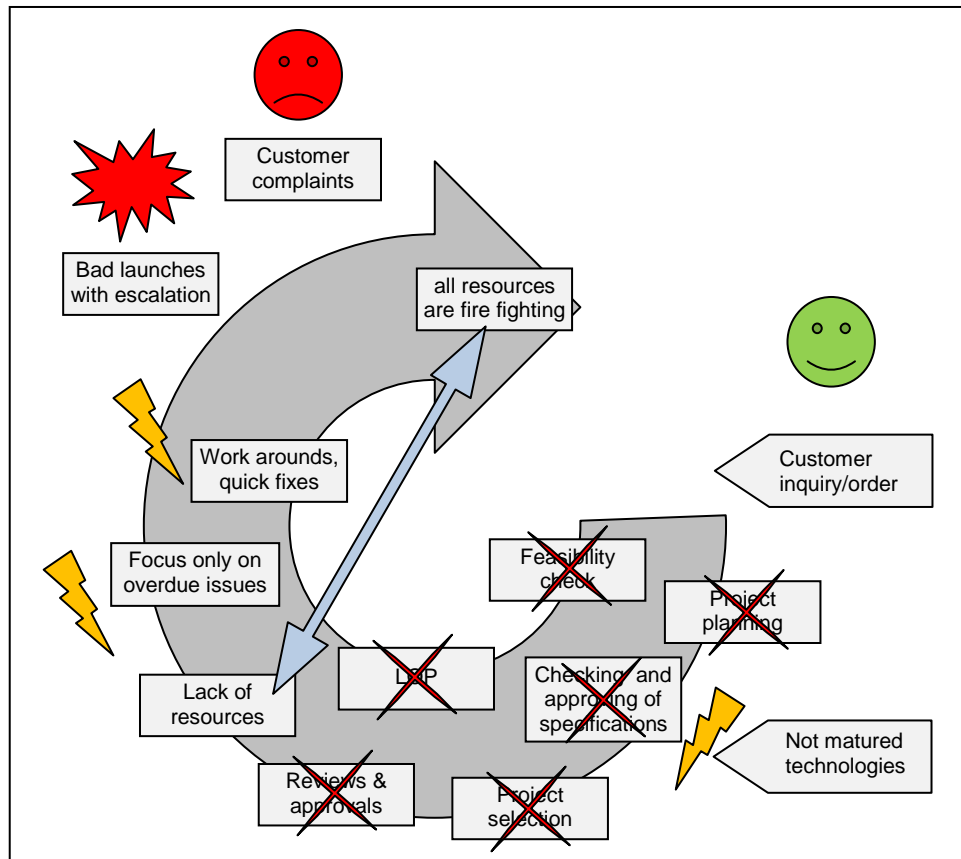 Customer
complaints
Bad launches
with escalation
all resources
are fire fighting
Customer
inquiry/order
Work arounds,
quick fixes
Feasibility
check
Focus only on
overdue issues
Project
planning
Lack of
resources
LOP
Checking and
approving of
specifications
Not matured
technologies
Reviews &
approvals
Project
selection